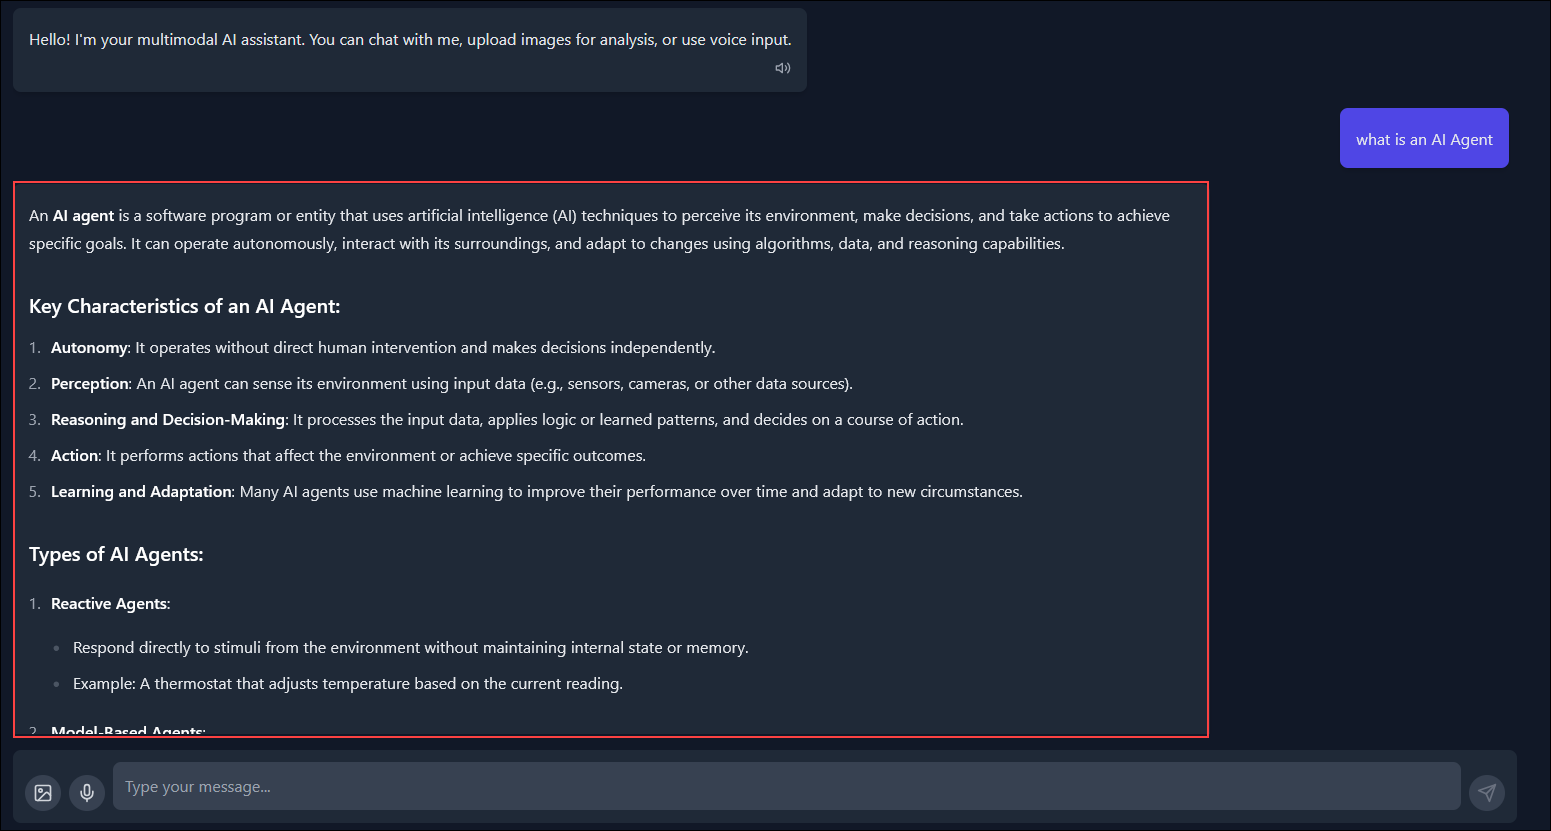 Hello! I'm your multimodal AI assistant. You can chat with me, upload images for analysis, or use voice input.
what is an AI Agent
An AI agent is a software program or entity that uses artificial intelligence (AI) techniques to perceive its environment, make decisions, and take actions to achieve
specific goals. It can operate autonomously, interact with its surroundings, and adapt to changes using algorithms, data, and reasoning capabilities.
Key Characteristics of an AI Agent:
1. Autonomy: It operates without direct human intervention and makes decisions independently.
2. Perception: An AI agent can sense its environment using input data (e.g., sensors, cameras, or other data sources).
3. Reasoning and Decision-Making: It processes the input data, applies logic or learned patterns, and decides on a course of action.
4. Action: It performs actions that affect the environment or achieve specific outcomes.
5. Learning and Adaptation: Many AI agents use machine learning to improve their performance over time and adapt to new circumstances.
Types of AI Agents:
1. Reactive Agents:
• Respond directly to stimuli from the environment without maintaining internal state or memory.
• Example: A thermostat that adjusts temperature based on the current reading.
2. Model-Based Agents:
Type your message...